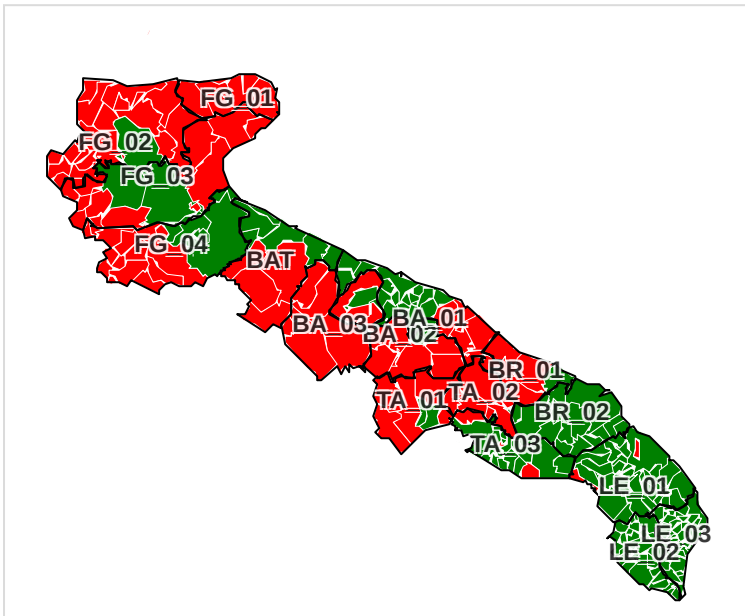 FG_01
FG_02
FG_03
FG_04
BAT
BA_01
BA_03
BA_02
BR_01
TA_02
TA_01
BR_02
TA_03
LE_01
LE_03
LE_02